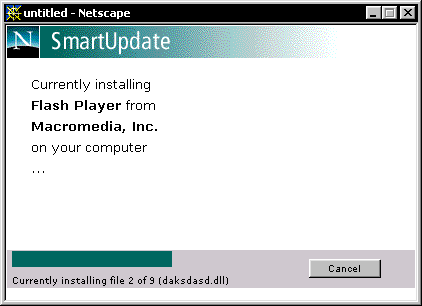 untitled - Netscape
N SmartUpdate
Currently installing
Flash Player from
Macromedia, Inc.
on your computer
...
Currently installing file 2 of 9 (daksdasd.dll)
Cancel